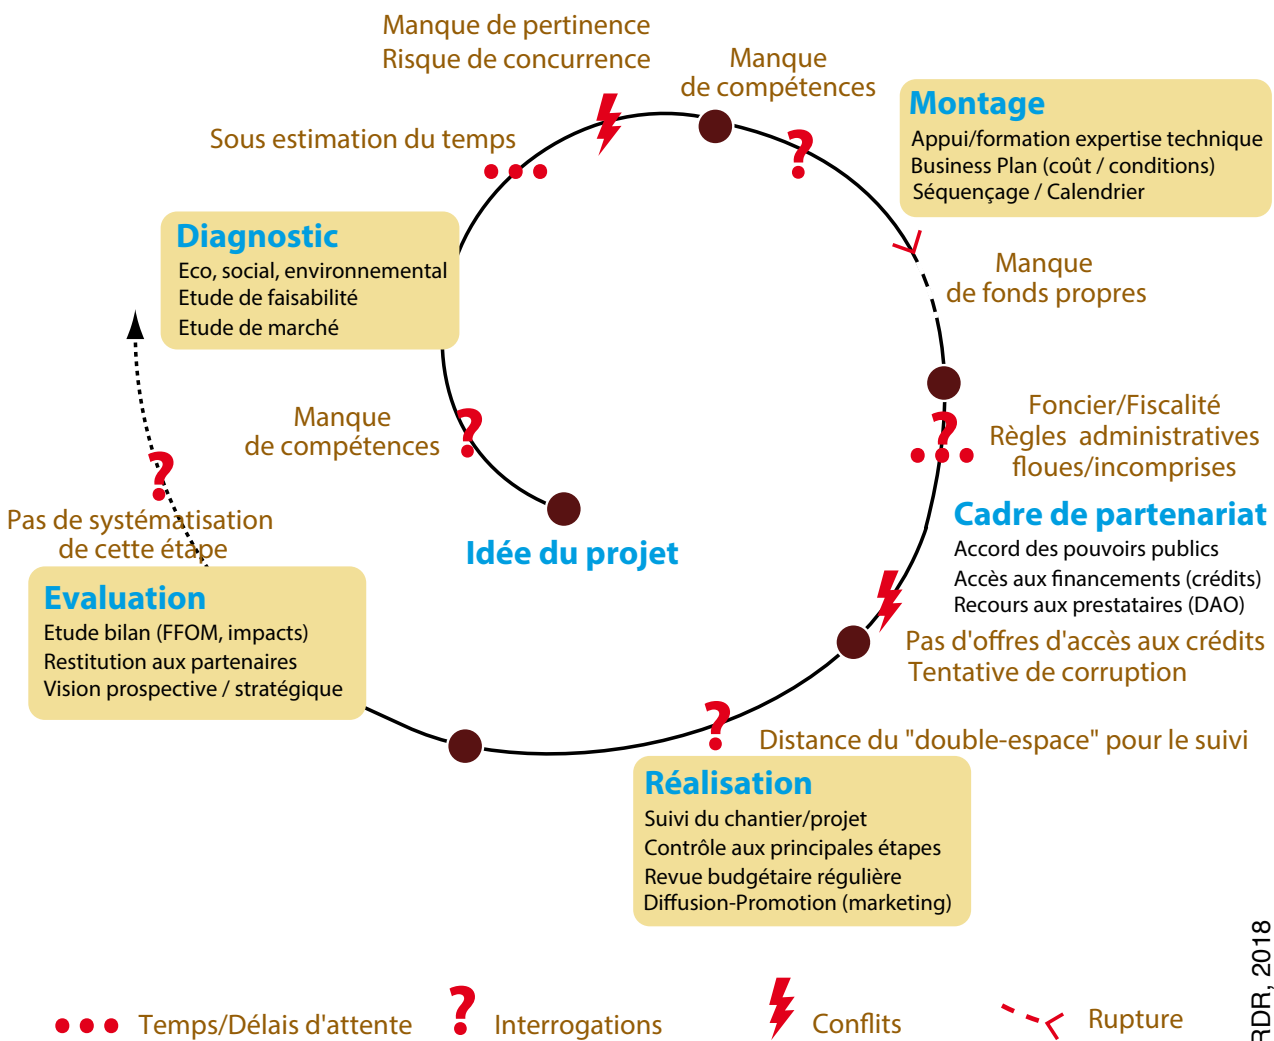 Manque de pertinence
Risque de concurrence
Manque
de compétences
Montage
Appui/formation expertise technique
Business Plan (coût / conditions)
Séquençage / Calendrier
Sous estimation du temps
?
Diagnostic
Eco, social, environnemental
Etude de faisabilité
Etude de marché
Manque
de fonds propres
Manque
de compétences
?
Foncier/Fiscalité
Règles administratives
floues/incomprises
?
Idée du projet
Cadre de partenariat
Accord des pouvoirs publics
Accès aux financements (crédits)
Recours aux prestataires (DAO)
Pas d'offres d'accès aux crédits
Tentative de corruption
?
Pas de systématisation
de cette étape
Evaluation
Etude bilan (FFOM, impacts)
Restitution aux partenaires
Vision prospective / stratégique
?
Distance du "double-espace" pour le suivi
Réalisation
Suivi du chantier/projet
Contrôle aux principales étapes
Revue budgétaire régulière
Diffusion-Promotion (marketing)
Temps/Délais d'attente
?
Interrogations
Conflits
Rupture
RDR, 2018